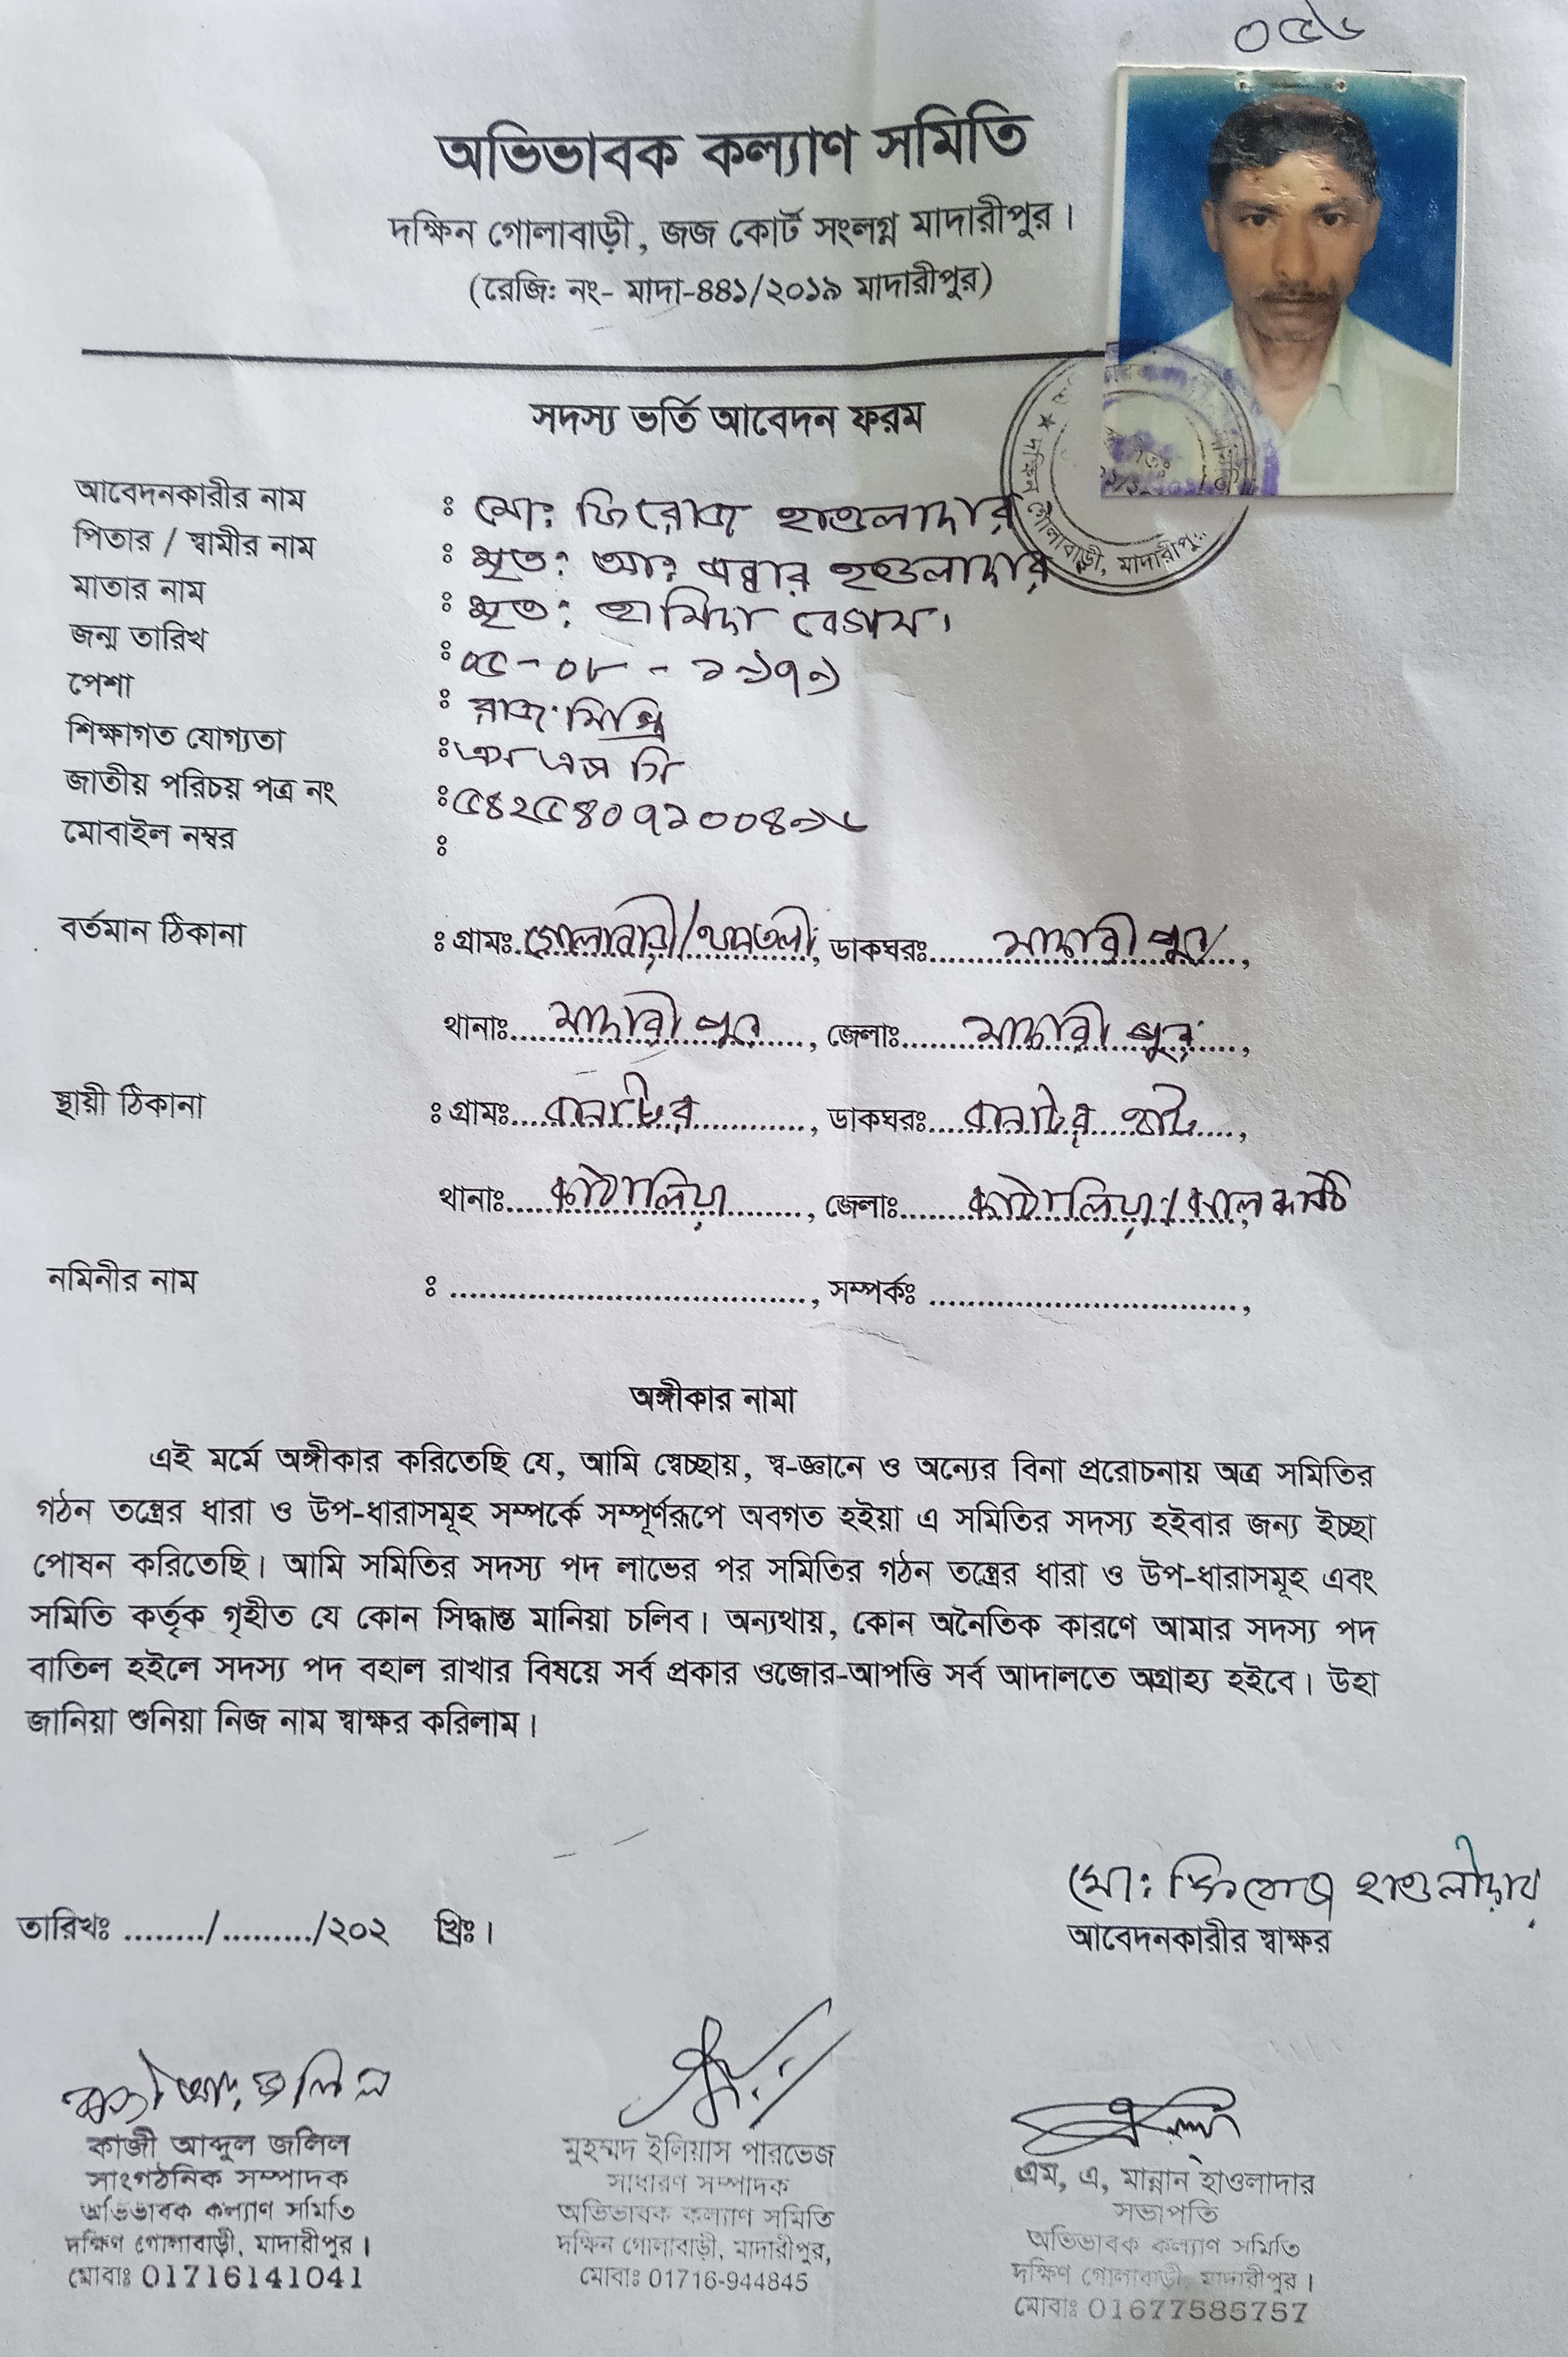 ০৫৬
অভিভাবক কল্যাণ সমিতি
দক্ষিন গোলাবাড়ী, জজ কোর্ট সংলগ্ন মাদারীপুর।
(রেজিঃ নং- মাদা-৪৪১/২০১৯ মাদারীপুর)
সদস্য ভর্তি আবেদন ফরম
আবেদনকারীর নাম : মোঃ ফিরোজ হাওলাদার
পিতার / স্বামীর নাম : মৃত: আঃ জব্বার হাওলাদার
মাতার নাম : মৃত: হামিদা বেগম।
জন্ম তারিখ : ০৫-০৮-১৯৭৯
পেশা : রাজ মিস্ত্রি
শিক্ষাগত যোগ্যতা : এস এস সি
জাতীয় পরিচয় পত্র নং : ৫৪২৫৪০৭২০০৪৯৬
মোবাইল নম্বর :
বর্তমান ঠিকানা : গ্রামঃ গোলাবাড়ী/, ডাকঘরঃ মাদারীপুর,
থানাঃ মাদারীপুর, জেলাঃ মাদারীপুর,
স্থায়ী ঠিকানা : গ্রামঃ, ডাকঘরঃ হাট,
থানাঃ কাঠালিয়া, জেলাঃ কাঠালিয়া/ঝালকাঠি
নমিনীর নাম : ...................................., সম্পর্কঃ ...............................,
অঙ্গীকার নামা
এই মর্মে অঙ্গীকার করিতেছি যে, আমি স্বেচ্ছায়, স্ব-জ্ঞানে ও অন্যের বিনা প্ররোচনায় অত্র সমিতির
গঠন তন্ত্রের ধারা ও উপ-ধারাসমূহ সম্পর্কে সম্পূর্ণরূপে অবগত হইয়া এ সমিতির সদস্য হইবার জন্য ইচ্ছা
পোষন করিতেছি। আমি সমিতির সদস্য পদ লাভের পর সমিতির গঠন তন্ত্রের ধারা ও উপ-ধারাসমূহ এবং
সমিতি কর্তৃক গৃহীত যে কোন সিদ্ধান্ত মানিয়া চলিব। অন্যথায়, কোন অনৈতিক কারণে আমার সদস্য পদ
বাতিল হইলে সদস্য পদ বহাল রাখার বিষয়ে সর্ব প্রকার ওজোর-আপত্তি সর্ব আদালতে অগ্রাহ্য হইবে। উহা
জানিয়া শুনিয়া নিজ নাম স্বাক্ষর করিলাম।
মোঃ ফিরোজ হাওলাদার
তারিখঃ ......../........./২০২ খ্রিঃ।
আবেদনকারীর স্বাক্ষর
কাজী আঃ জলিল
কাজী আব্দুল জলিল
সাংগঠনিক সম্পাদক
অভিভাবক কল্যাণ সমিতি
দক্ষিণ গোলাবাড়ী, মাদারীপুর।
মোবাঃ 01716141041
মুহম্মদ ইলিয়াস পারভেজ
সাধারণ সম্পাদক
অভিভাবক কল্যাণ সমিতি
দক্ষিন গোলাবাড়ী, মাদারীপুর,
মোবাঃ 01716-944845
এম, এ, মান্নান হাওলাদার
সভাপতি
অভিভাবক কল্যাণ সমিতি
দক্ষিণ গোলাবাড়ী, মাদারীপুর।
মোবাঃ 01677585757